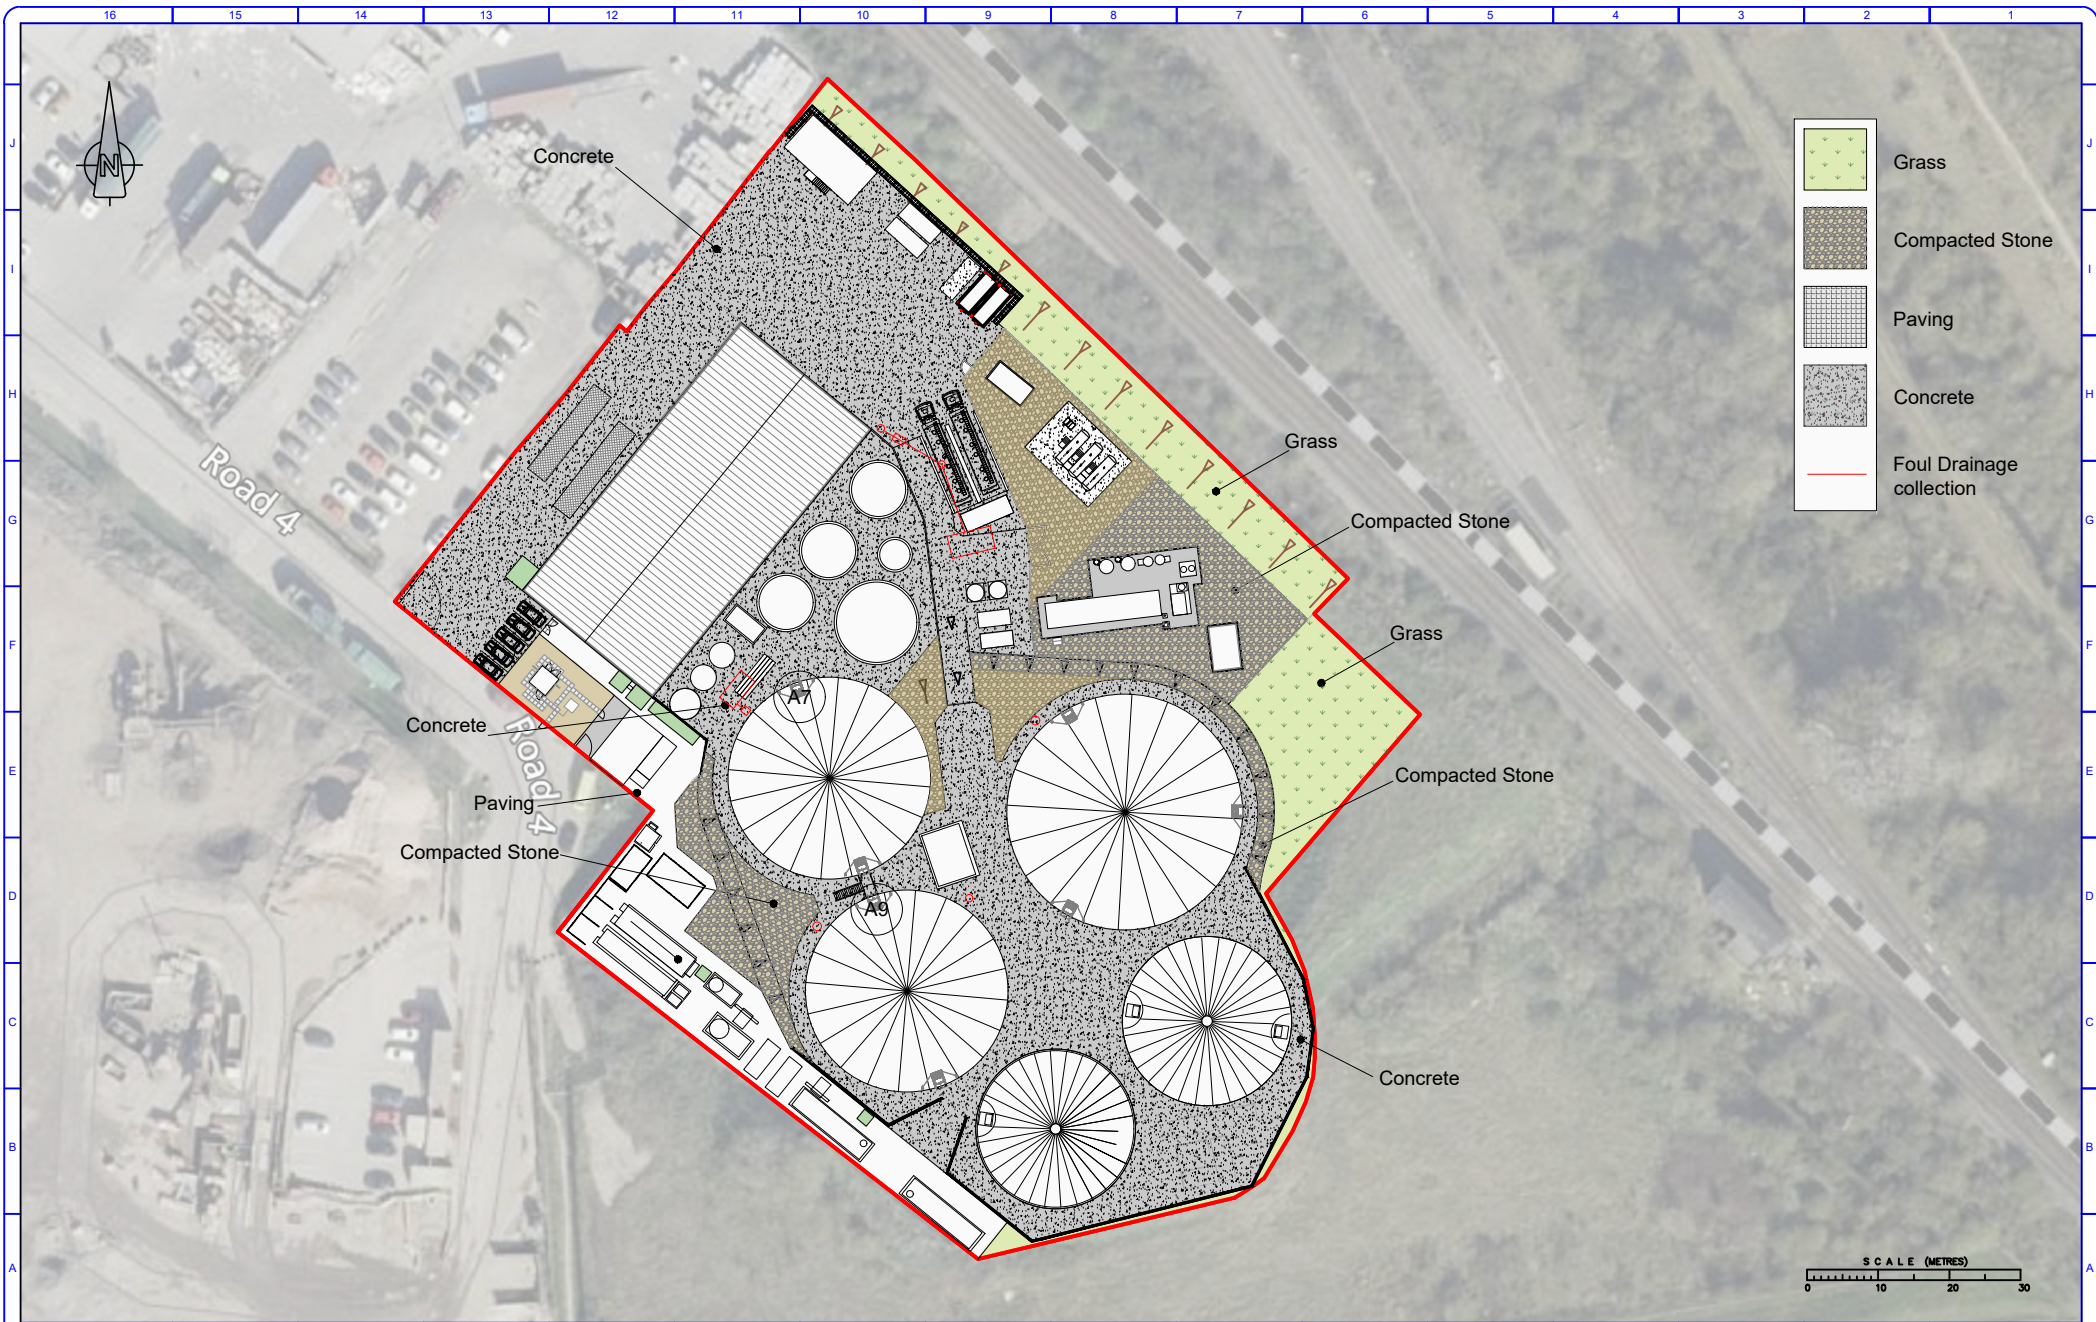 16 15 14 13 12 11 10 9 8 7 6 5 4 3 2 1
J J
N
Concrete
Grass
I I
Compacted Stone
Paving
H H
Concrete
Grass
Road 4
Foul Drainage
collection
G G
Compacted Stone
F F
Grass
A7
Concrete
Road 4
E E
Compacted Stone
Paving
Compacted Stone
D D
A9
C C
Concrete
B B
A A
SCALE (METRES)
0 10 20 30